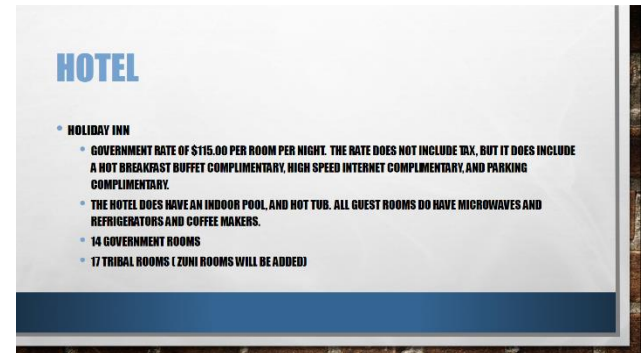 HOTEL
HOLIDAY INN
GOVERNMENT RATE OF $115.00 PER ROOM PER NIGHT. THE RATE DOES NOT INCLUDE TAX, BUT IT DOES INCLUDE
A HOT BREAKFAST BUFFET COMPLIMENTARY, HIGH SPEED INTERNET COMPLIMENTARY, AND PARKING
COMPLIMENTARY.
THE HOTEL DOES HAVE AN INDOOR POOL, AND HOT TUB. ALL GUEST ROOMS DO HAVE MICROWAVES AND
REFRIGERATORS AND COFFEE MAKERS.
14 GOVERNMENT ROOMS
17 TRIBAL ROOMS ( ZUNI ROOMS WILL BE ADDED)